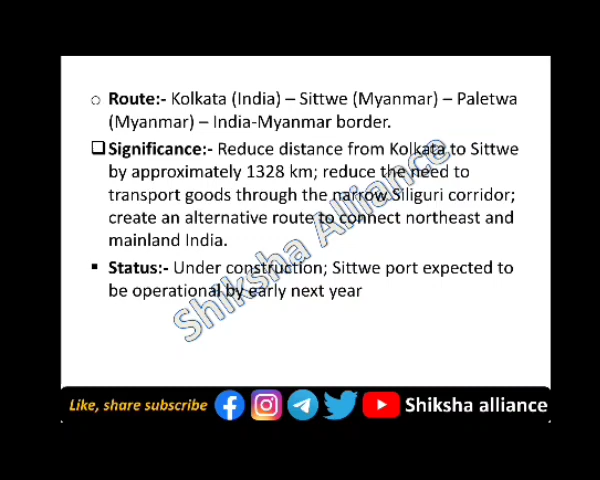 ○ Route:- Kolkata (India) – Sittwe (Myanmar) – Paletwa
(Myanmar) – India-Myanmar border.
❑Significance:- Reduce distance from Kolkata to Sittwe
by approximately 1328 km; reduce the need to
transport goods through the narrow Siliguri corridor;
create an alternative route to connect northeast and
mainland India.
▪ Status:- Under construction; Sittwe port expected to
be operational by early next year
Shiksha Alliance
Like, share subscribe Shiksha alliance